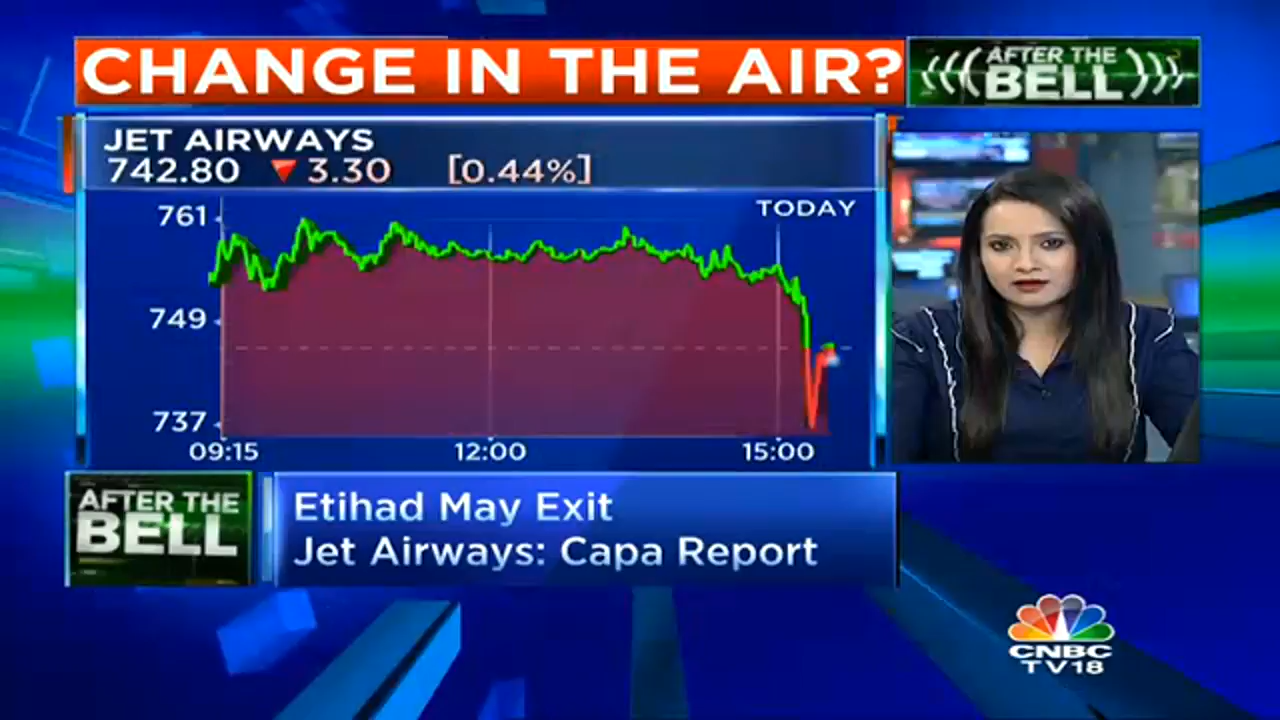 CHANGE IN THE AIR?
AFTER THE
BELL
JET AIRWAYS
742.80 ▼ 3.30 [0.44%]
TODAY
761
749
737
09:15 12:00 15:00
AFTER THE
BELL
Etihad May Exit
Jet Airways: Capa Report
CNBC
TV18